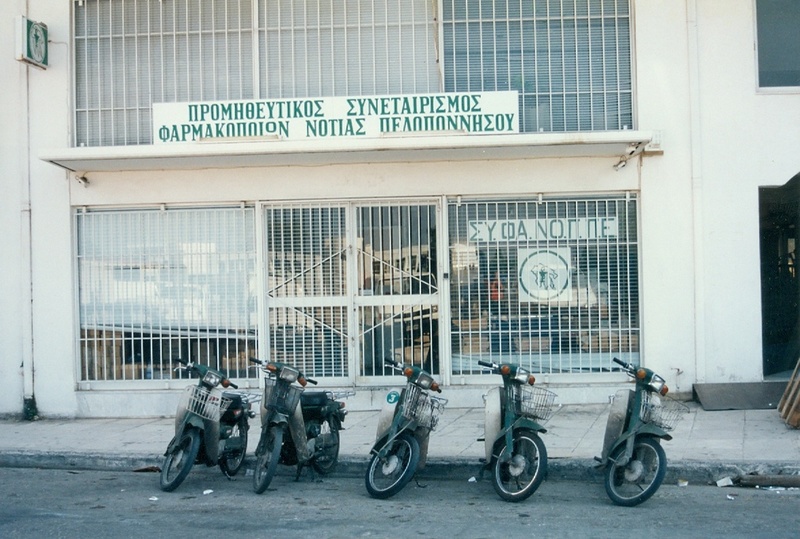 ΠΡΟΜΗΘΕΥΤΙΚΟΣ ΣΥΝΕΤΑΙΡΙΣΜΟΣ
ΦΑΡΜΑΚΟΠΟΙΩΝ ΝΟΤΙΑΣ ΠΕΛΟΠΟΝΝΗΣΟΥ
ΣΥ.ΦΑ.ΝΟ.Π.ΠΕ.